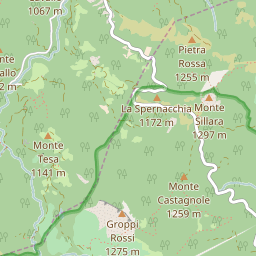 1067 m
Pietra
Rossa
1255 m
2 m
La Spernacchia
1172 m
Monte
Sillara
1297 m
Monte
Tesa
1141 m
Monte
Castagnole
1259 m
Groppi
Rossi
1275 m